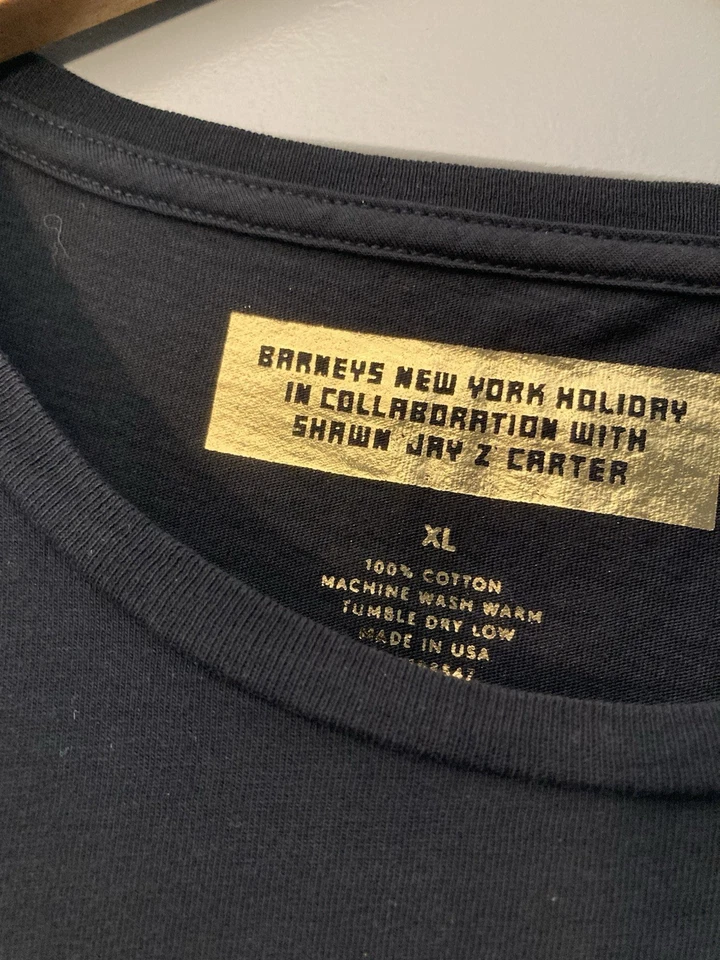 BARNEYS NEW YORK HOLIDAY
IN COLLABORATION WITH
SHAWN JAY Z CARTER
XL
100% COTTON
MACHINE WASH WARM
TUMBLE DRY LOW
MADE IN USA